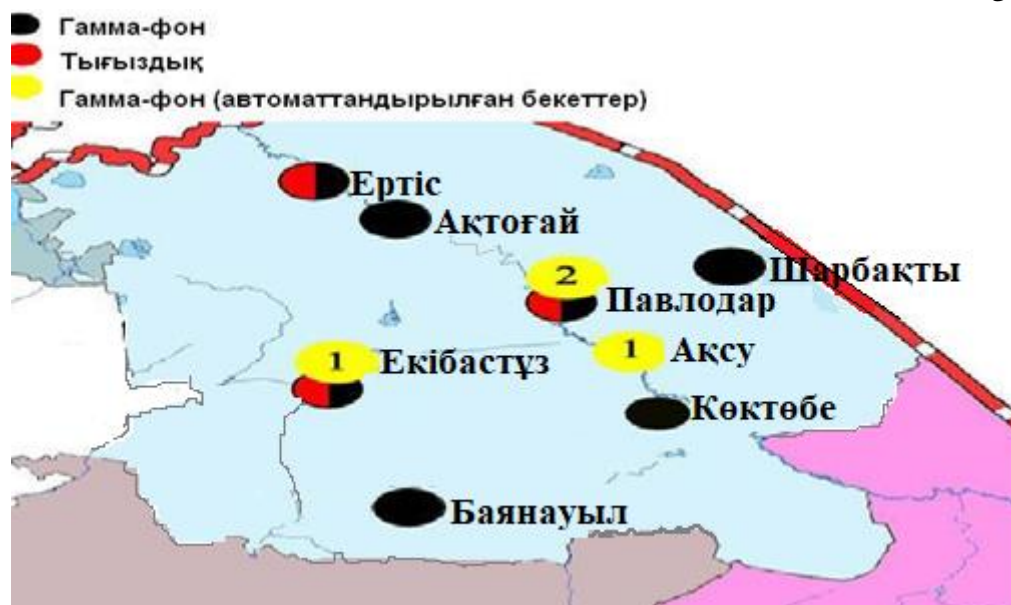 Гамма-фон
Тығыздық
Гамма-фон (автоматтандырылған бекеттер)
Ертіс
Ақтоғай
Шарбақты
2
Павлодар
1
Екібастұз
1
Ақсу
Көктөбе
Баянауыл